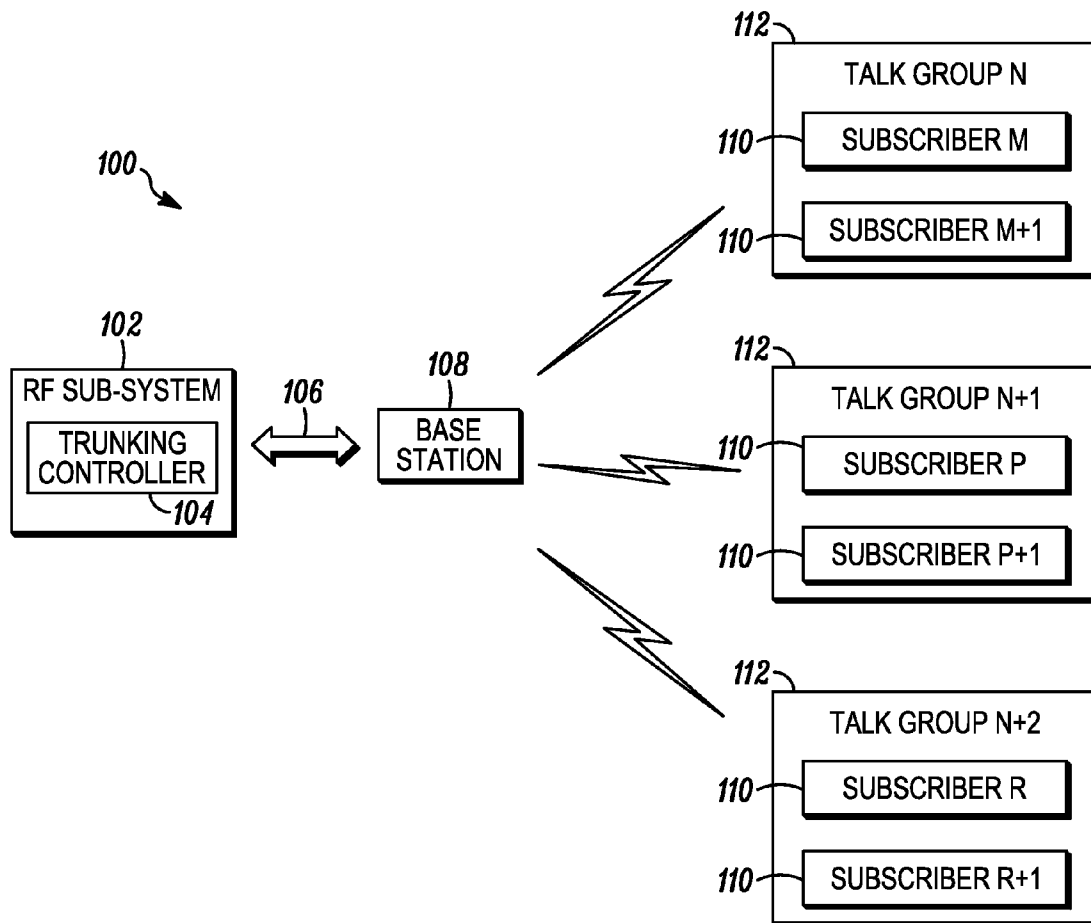 100
102
RF SUB-SYSTEM
TRUNKING
CONTROLLER
104
106
108
BASE
STATION
112
TALK GROUP N
110
SUBSCRIBER M
110
SUBSCRIBER M+1
112
TALK GROUP N+1
110
SUBSCRIBER P
110
SUBSCRIBER P+1
112
TALK GROUP N+2
110
SUBSCRIBER R
110
SUBSCRIBER R+1